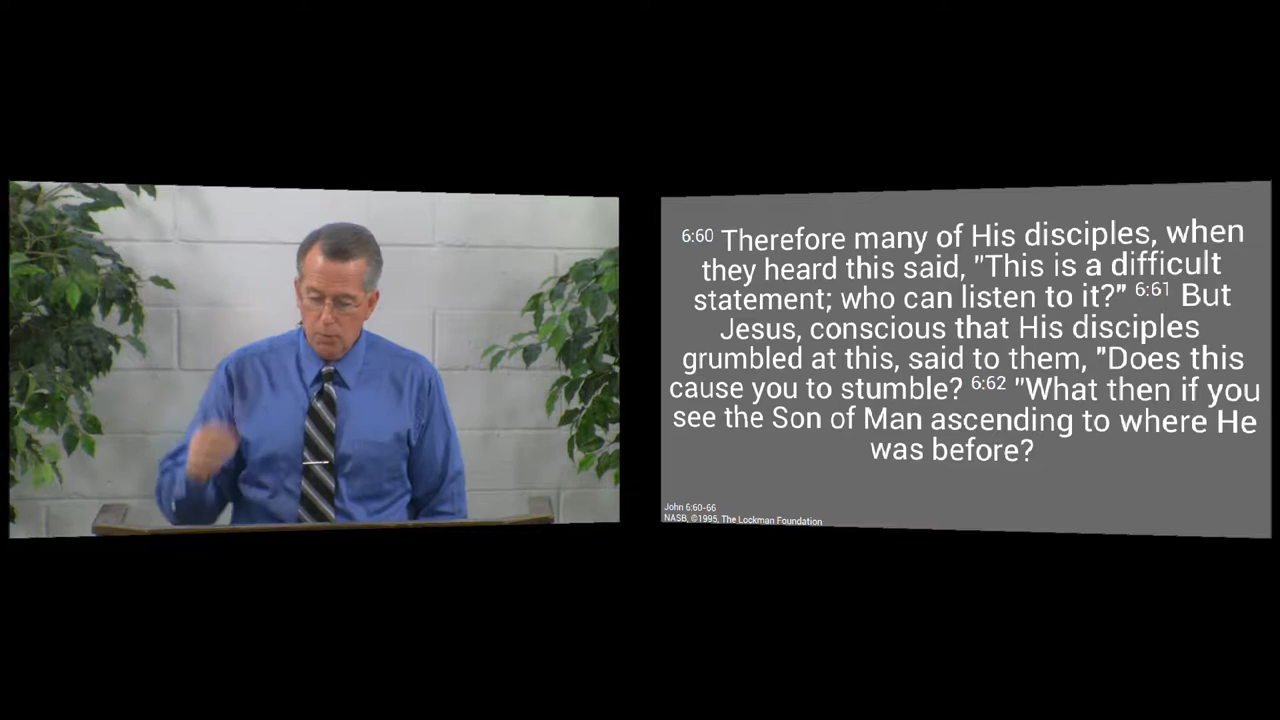 6:60 Therefore many of His disciples, when
they heard this said, "This is a difficult
statement; who can listen to it?" 6:61 But
Jesus, conscious that His disciples
grumbled at this, said to them, "Does this
cause you to stumble? 6:62 "What then if you
see the Son of Man ascending to where He
was before?
John 6:60-66
NASB, ©1995, The Lockman Foundation